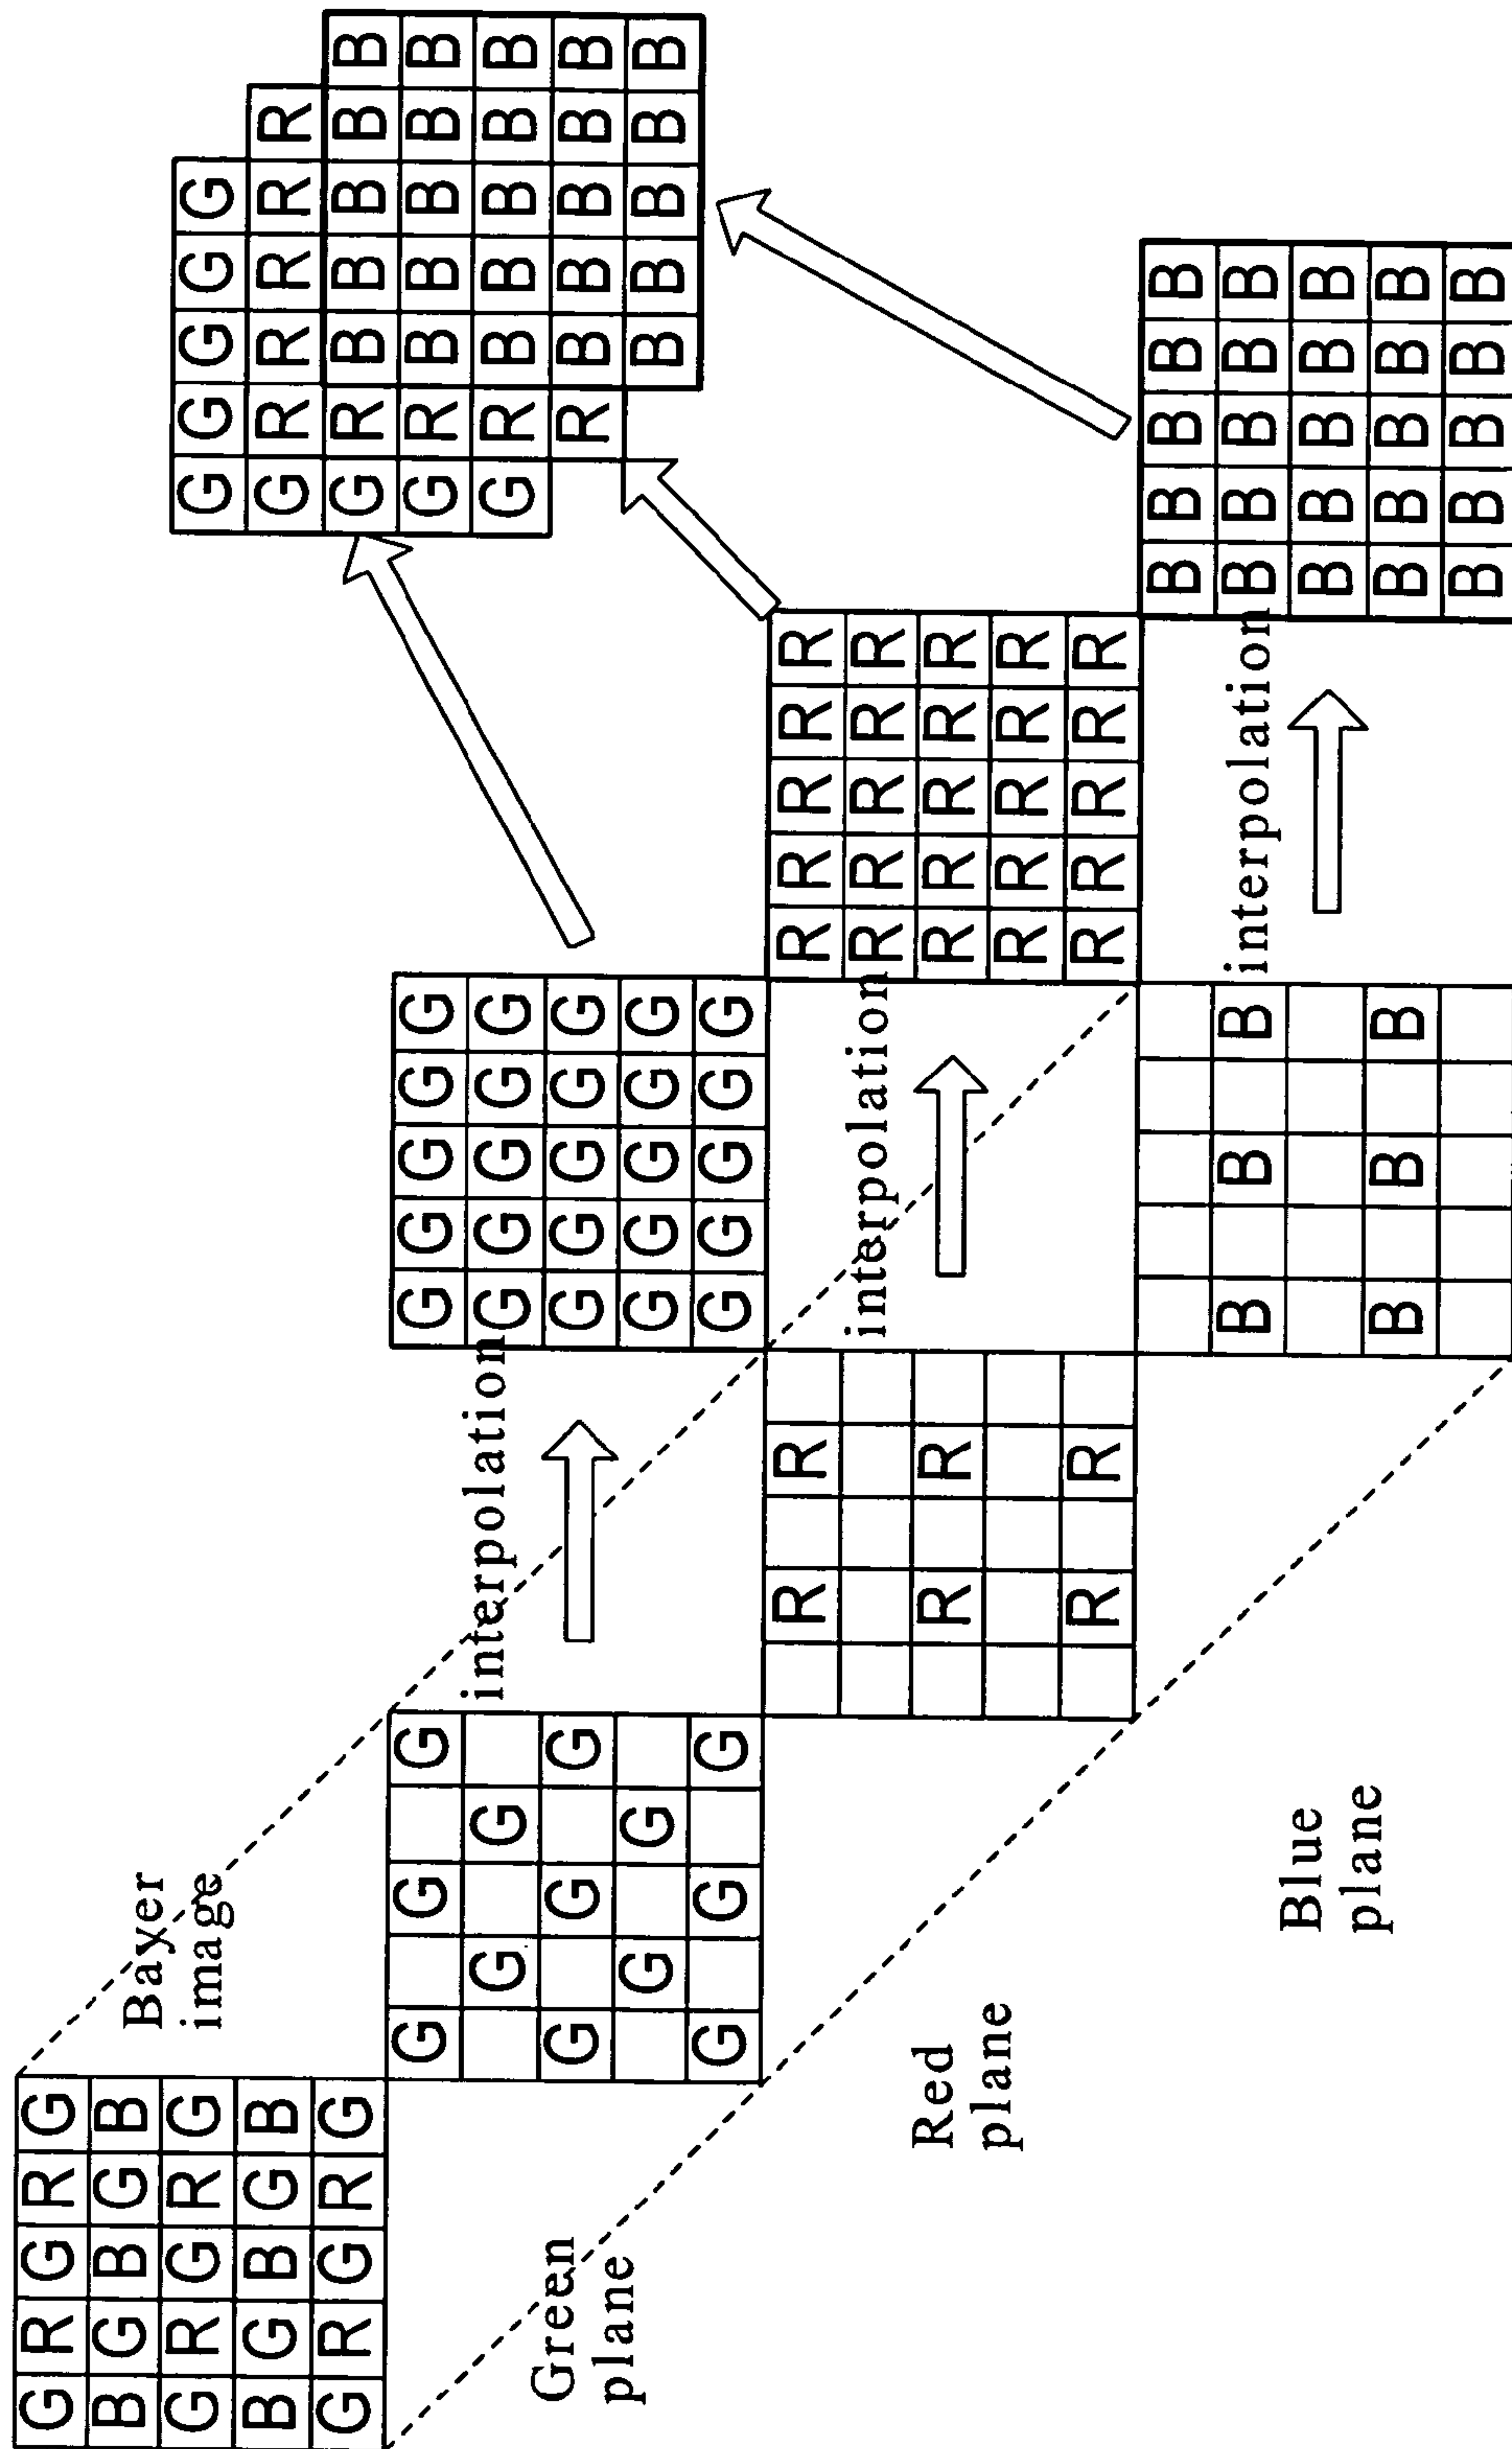 G R G R G
B G B G B
G R G R G
B G B G B
G R G R G
Bayer
image
Green
plane
G G G
G G
G G G
G G
G G G
interpolation
G G G G G
G G G G G
G G G G G
G G G G G
G G G G G
Red
plane
R R
R R
R R
interpolation
R R R R R
R R R R R
R R R R R
R R R R R
R R R R R
Blue
plane
B B B
B B B
interpolation
B B B B B
B B B B B
B B B B B
B B B B B
B B B B B
G G G G G
G R R R R R
G R B B B B B
G R B B B B B
G R B B B B B
R B B B B B
B B B B B